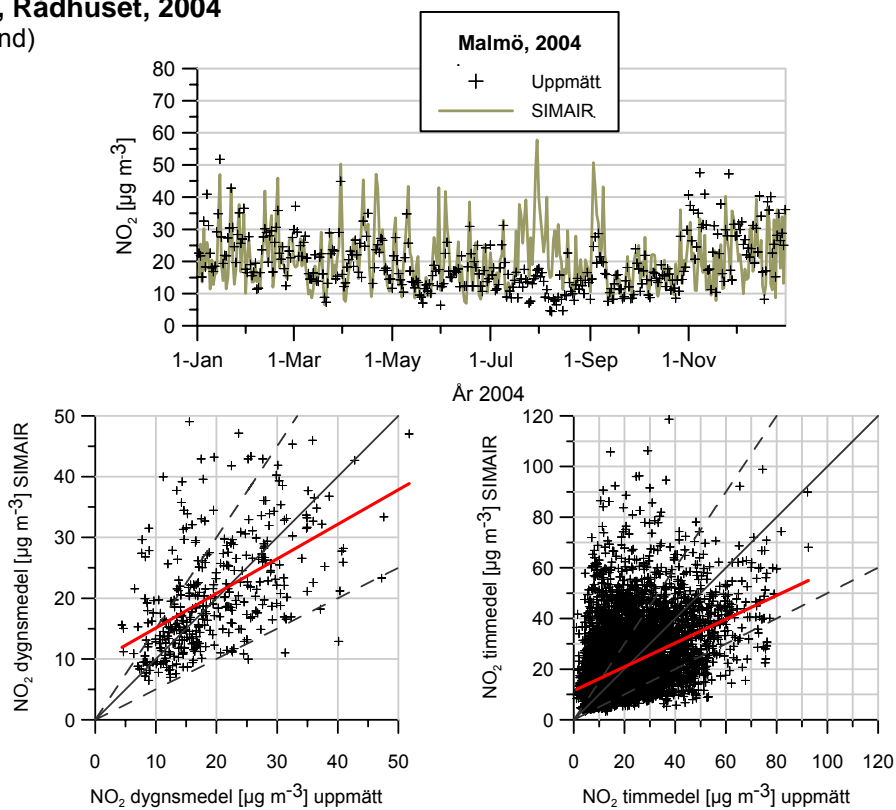 , Rådhuset, 2004
nd)
Malmö, 2004
Uppmätt
SIMAIR
NO2 [µg m-3]
80
70
60
50
40
30
20
10
0
1-Jan
1-Mar
1-May
1-Jul
1-Sep
1-Nov
År 2004
NO2 dygnsmedel [µg m-3] SIMAIR
50
40
30
20
10
0
0
10
20
30
40
50
NO2 dygnsmedel [µg m-3] uppmätt
NO2 timmedel [µg m-3] SIMAIR
120
100
80
60
40
20
0
0
20
40
60
80
100
120
NO2 timmedel [µg m-3] uppmätt